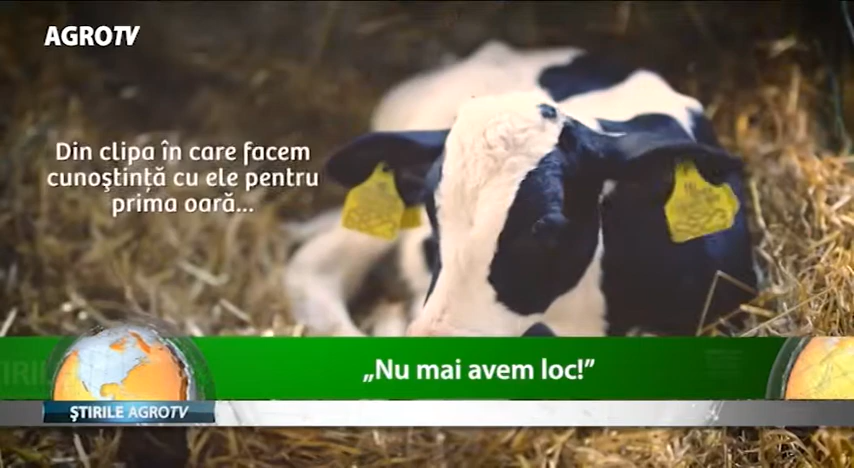 AGROTV
Din clipa în care facem
cunoştinţă cu ele pentru
prima oară...
„Nu mai avem loc!”
ŞTIRILE AGROTV